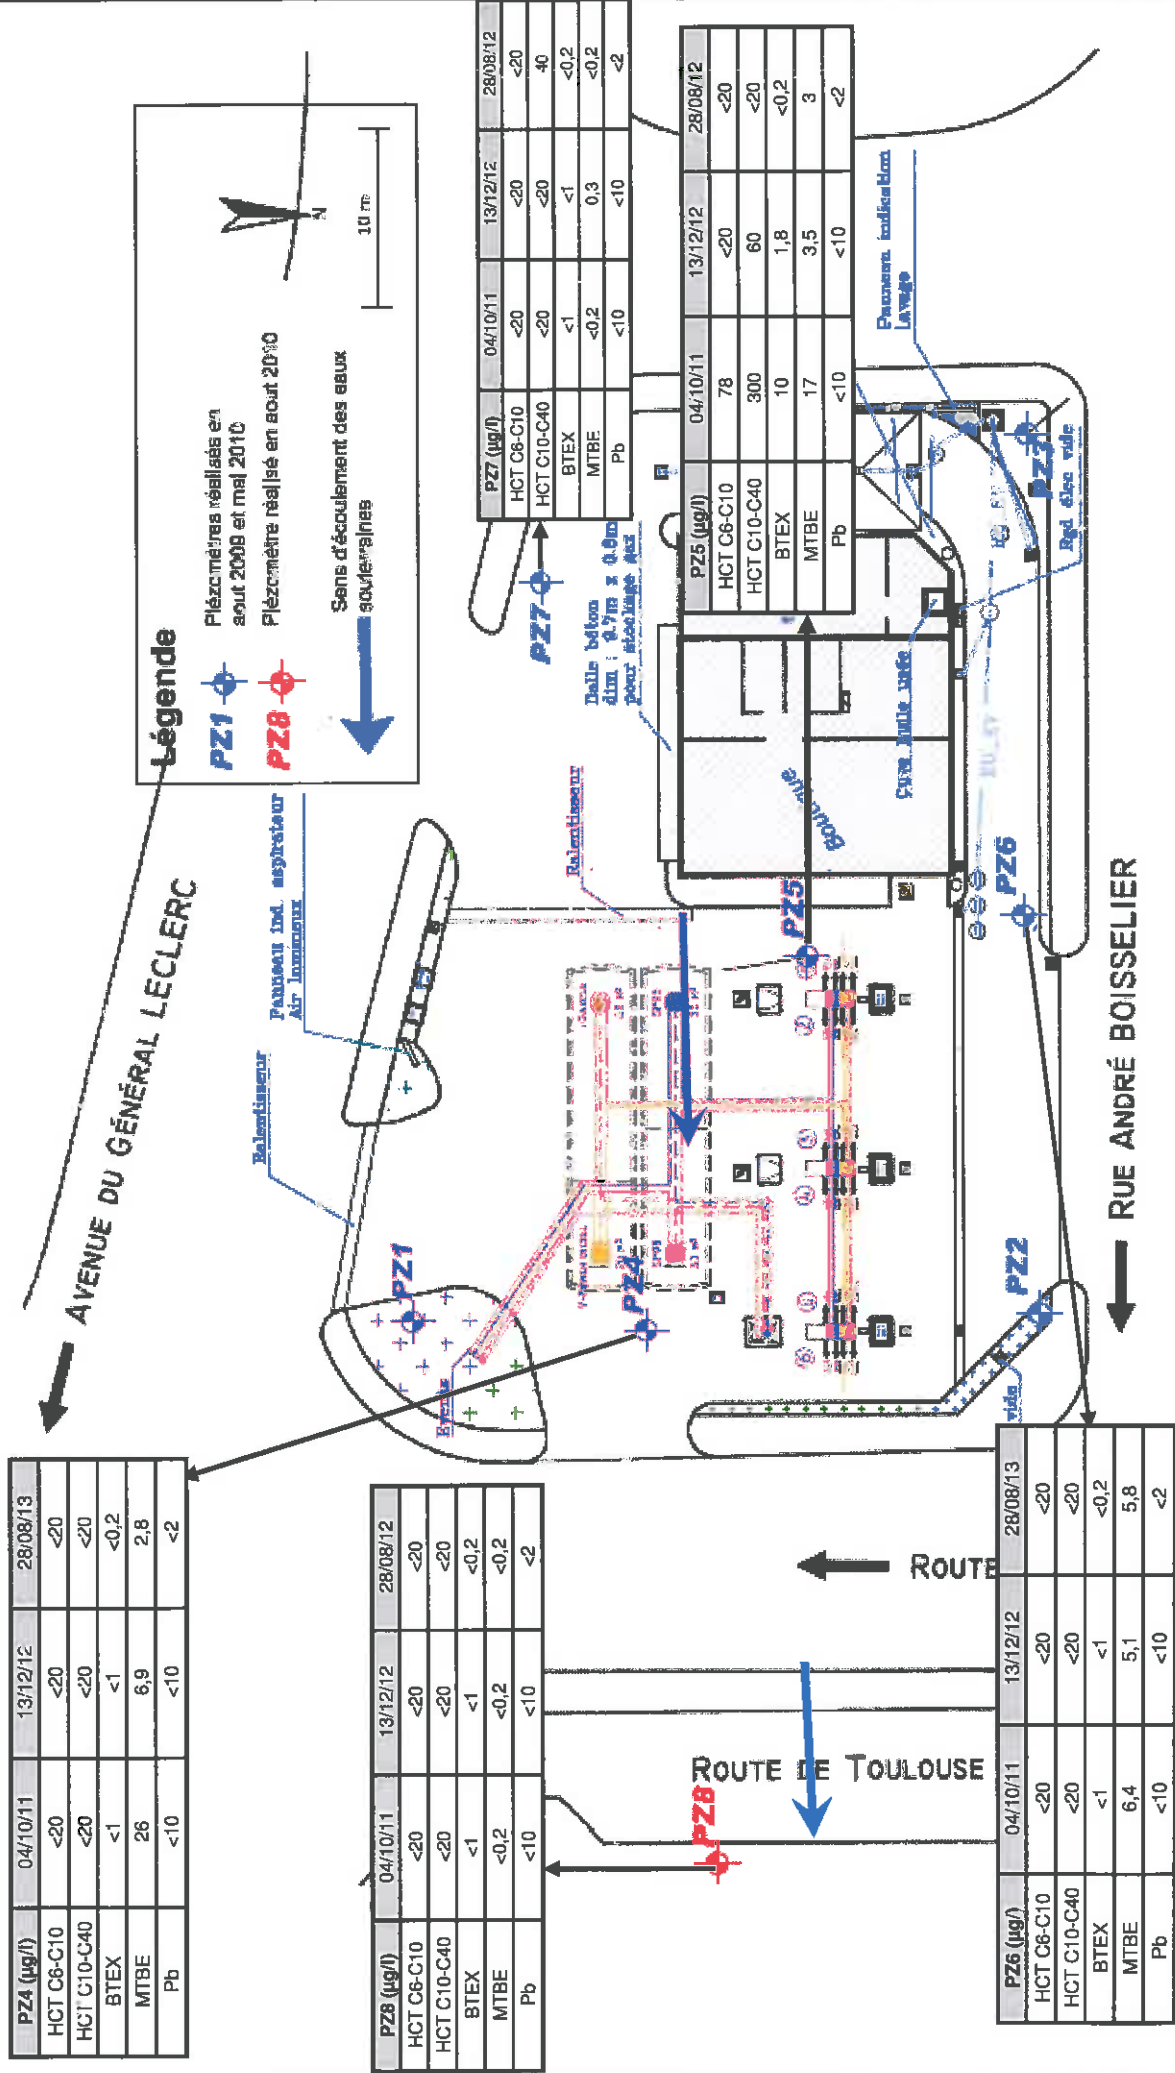 Légende
PZ1
Piézomètres réalisés en
aout 2009 et mai 2010
PZ8
Piézomètre réalisé en aout 2010
Sens d'écoulement des eaux
souterraines
N
10 m
AVENUE DU GÉNÉRAL LECLERC
PZ7 (µg/l) 04/10/11 13/12/12 28/08/12
HCT C6-C10 <20 <20 <20
HCT C10-C40 <20 <20 40
BTEX <1 <1 <0,2
MTBE <0,2 0,3 <0,2
Pb <10 <10 <2
PZ5 (µg/l) 04/10/11 13/12/12 28/08/12
HCT C6-C10 78 <20 <20
HCT C10-C40 300 60 <20
BTEX 10 1,8 <0,2
MTBE 17 3,5 3
Pb <10 <10 <2
PZ4 (µg/l) 04/10/11 13/12/12 28/08/13
HCT C6-C10 <20 <20 <20
HCT C10-C40 <20 <20 <20
BTEX <1 <1 <0,2
MTBE 26 6,9 2,8
Pb <10 <10 <2
PZ8 (µg/l) 04/10/11 13/12/12 28/08/12
HCT C6-C10 <20 <20 <20
HCT C10-C40 <20 <20 <20
BTEX <1 <1 <0,2
MTBE <0,2 <0,2 <0,2
Pb <10 <10 <2
PZ6 (µg/) 04/10/11 13/12/12 28/08/13
HCT C6-C10 <20 <20 <20
HCT C10-C40 <20 <20 <20
BTEX <1 <1 <0,2
MTBE 6,4 5,1 5,8
Pb <10 <10 <2
Ralentisseur
Panneau ind. aspirateur
Air lumineux
Ralentisseur
Dalle béton
dim : 9.7m x 0.8m
pour stockage gaz
Panneau indication
Lavage
Boutique
Cuve huile usée
Rgd élec vide
Events
vide
PZ1
PZ2
PZ3
PZ4
PZ5
PZ6
PZ7
PZ8
ROUTE
ROUTE DE TOULOUSE
RUE ANDRÉ BOISSELIER